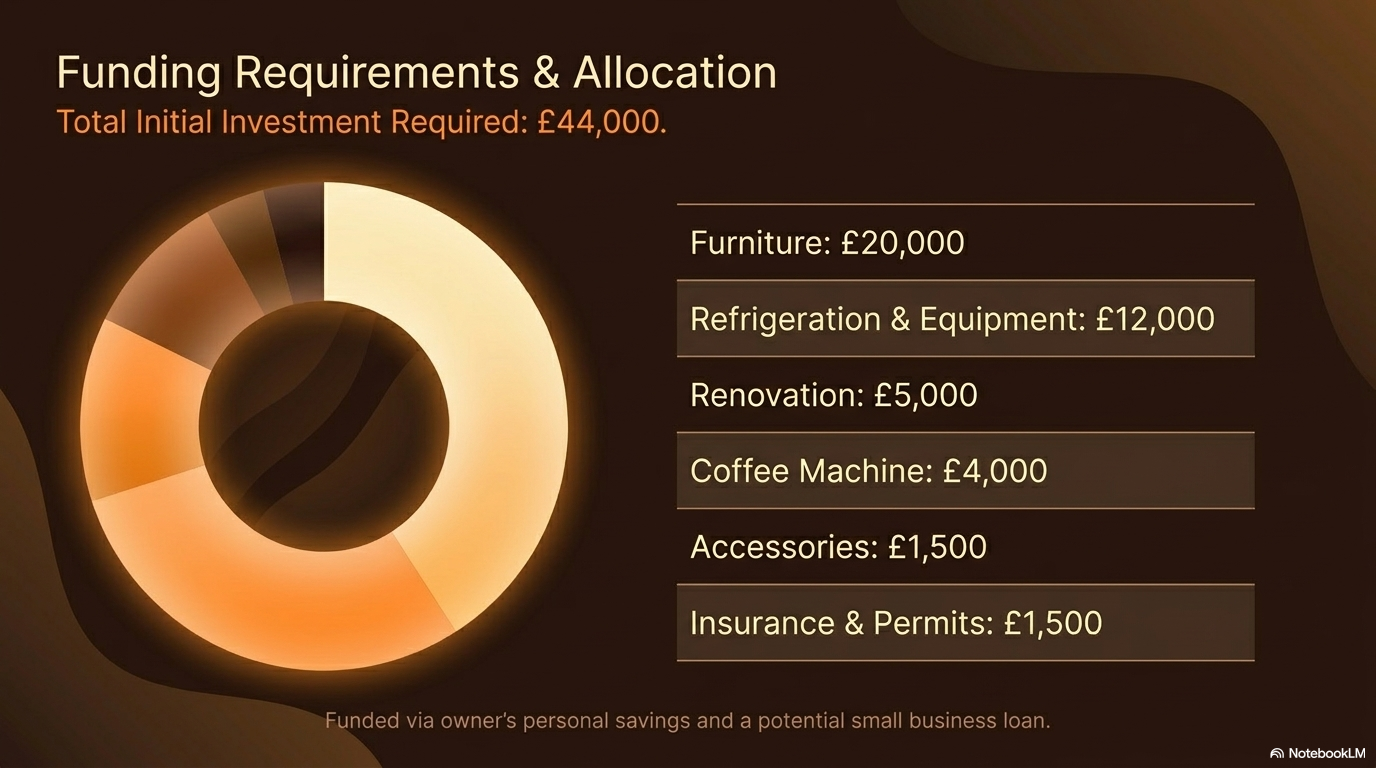 Funding Requirements & Allocation
Total Initial Investment Required: £44,000.
Furniture: £20,000
Refrigeration & Equipment: £12,000
Renovation: £5,000
Coffee Machine: £4,000
Accessories: £1,500
Insurance & Permits: £1,500
Funded via owner's personal savings and a potential small business loan.
NotebookLM